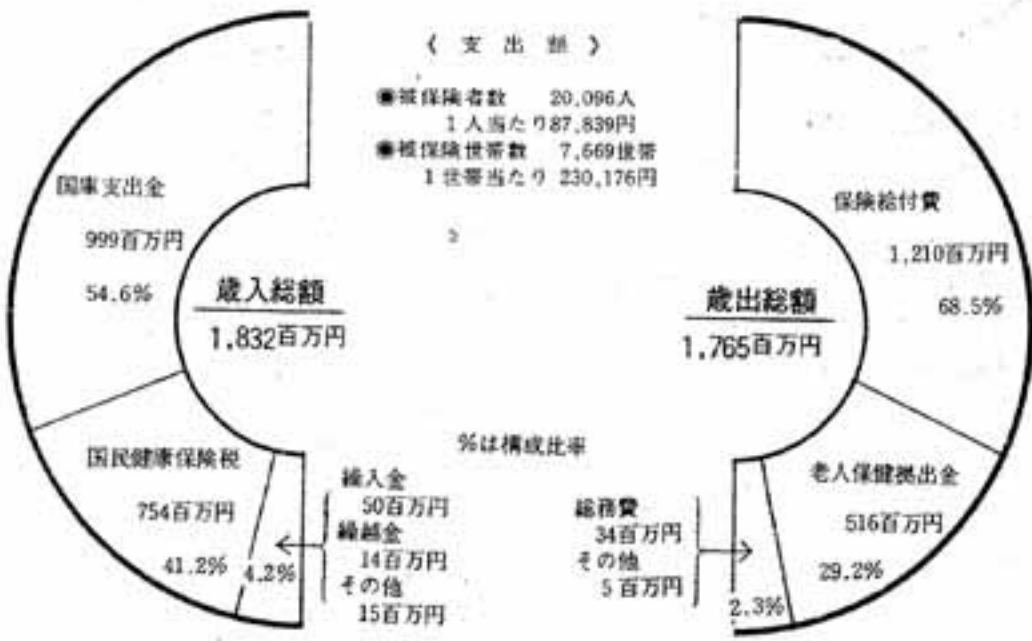 《 支 出 額 》
◉被保険者数 20,096人
1人当たり87,839円
◉被保険世帯数 7,669世帯
1世帯当たり 230,176円
国庫支出金
999百万円
54.6%
歳入総額
1,832百万円
国民健康保険税
754百万円
41.2%
4.2%
繰入金
50百万円
繰越金
14百万円
その他
15百万円
%は構成比率
保険給付費
1,210百万円
68.5%
歳出総額
1,765百万円
老人保健拠出金
516百万円
29.2%
総務費
34百万円
その他
5百万円
2.3%